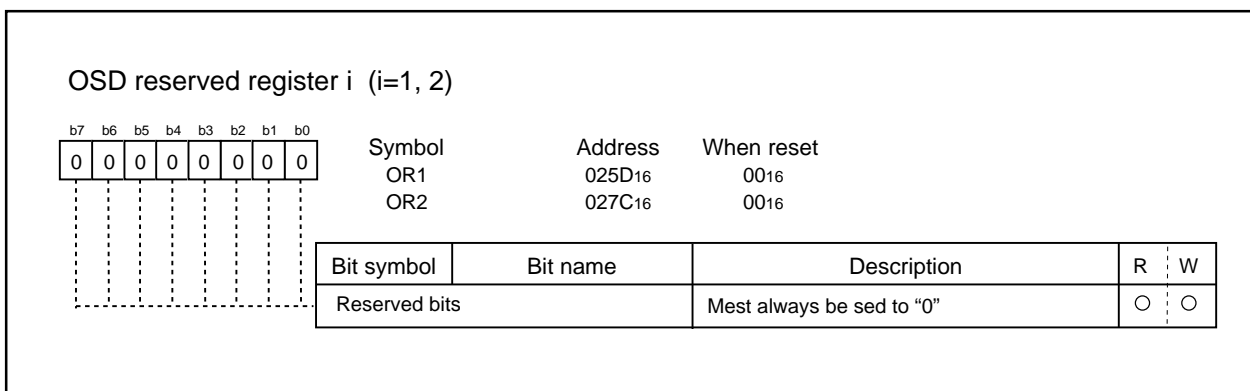 OSD reserved register i (i=1, 2)
b7 b6 b5 b4 b3 b2 b1 b0
0 0 0 0 0 0 0 0
Symbol Address When reset
OR1 025D16 0016
OR2 027C16 0016
Bit symbol Bit name Description R W
Reserved bits Mest always be sed to “0”